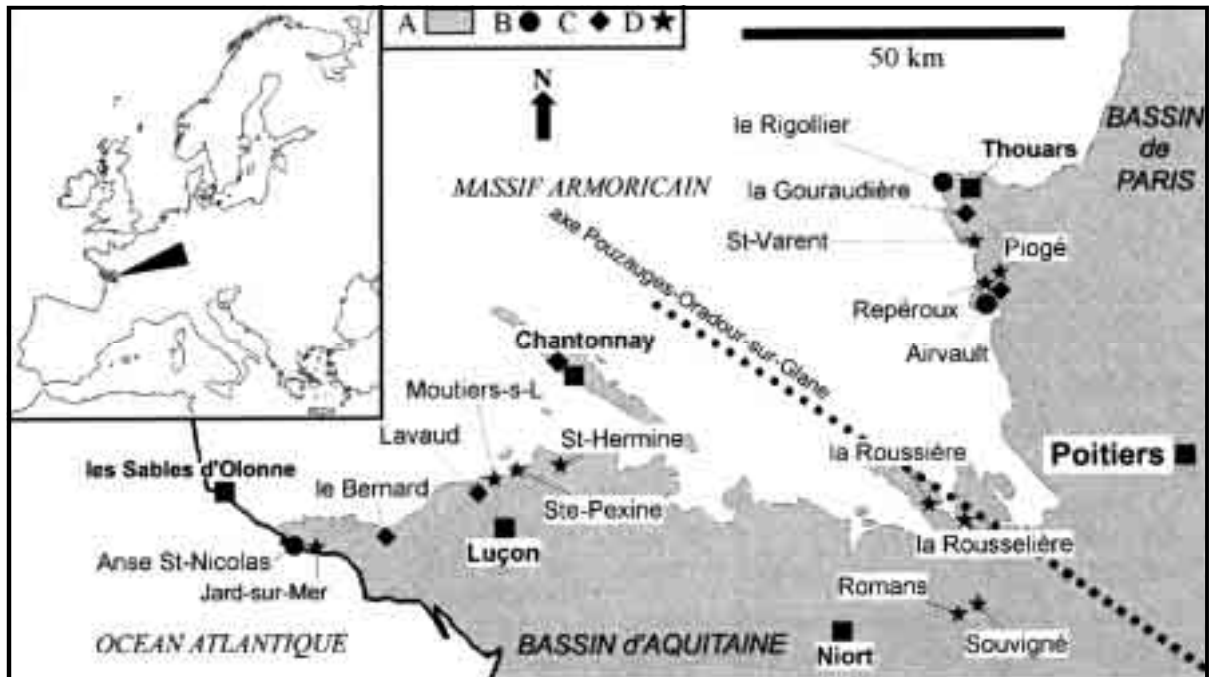 A B C D
50 km
N
BASSIN
de
PARIS
le Rigollier
Thouars
MASSIF ARMORICAIN
la Gouraudière
St-Varent
Piogé
axe Pouzauges-Oradour-sur-Glane
Repéroux
Airvault
Chantonnay
Moutiers-s-L
Lavaud
St-Hermine
la Roussière
Poitiers
les Sables d'Olonne
le Bernard
Ste-Pexine
Luçon
la Rousselière
Anse St-Nicolas
Jard-sur-Mer
Romans
OCEAN ATLANTIQUE
BASSIN d'AQUITAINE
Niort
Souvigné